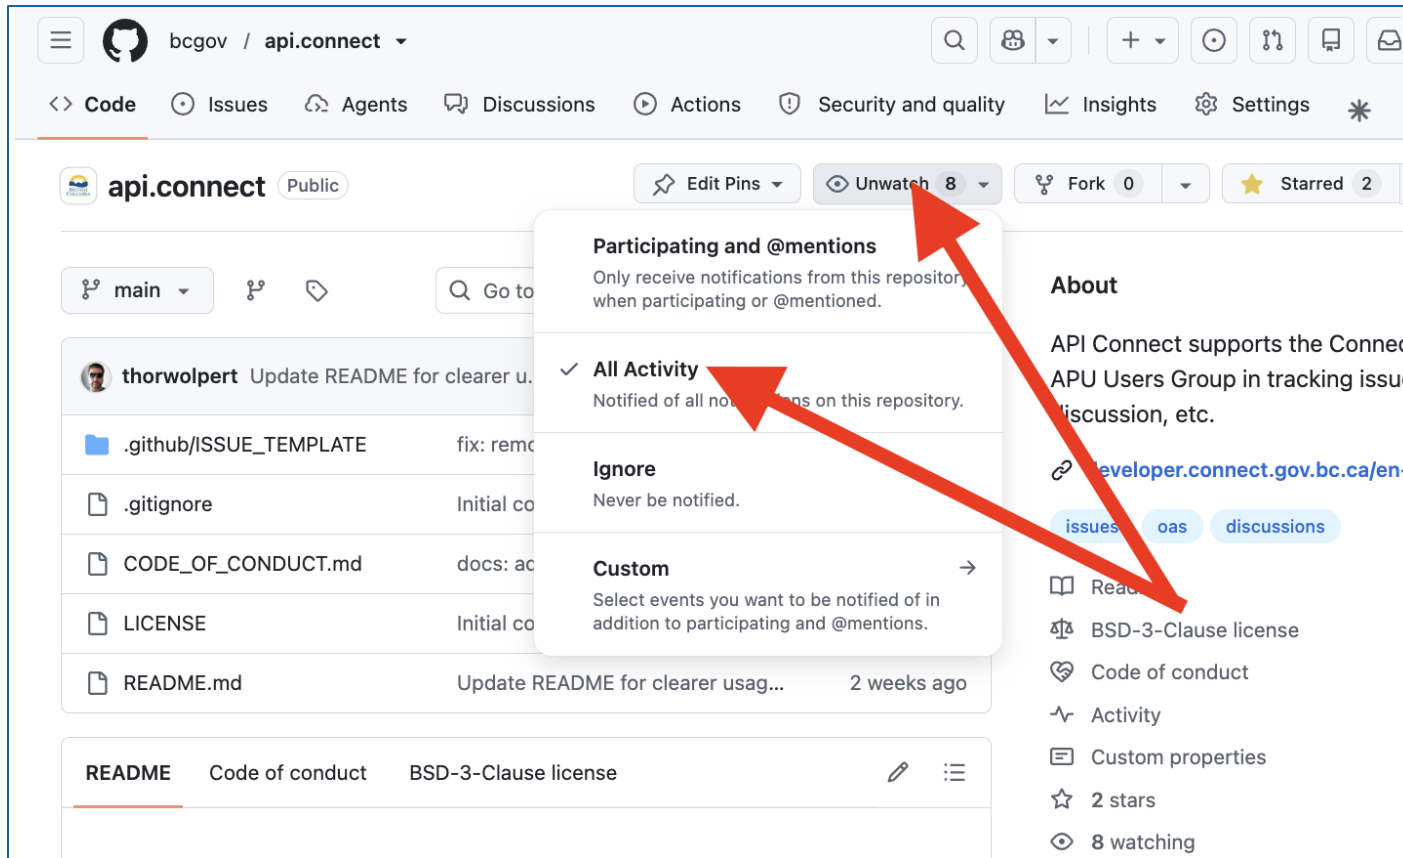 bcgov / api.connect
Code Issues Agents Discussions Actions Security and quality Insights Settings
api.connect Public
Edit Pins Unwatch 8 Fork 0 Starred 2
Participating and @mentions
Only receive notifications from this repository
when participating or @mentioned.
All Activity
Notified of all notifications on this repository.
Ignore
Never be notified.
Custom
Select events you want to be notified of in
addition to participating and @mentions.
main
Go to
thorwolpert Update README for clearer u...
.github/ISSUE_TEMPLATE fix: remo
.gitignore Initial co
CODE_OF_CONDUCT.md docs: ad
LICENSE Initial co
README.md Update README for clearer usag... 2 weeks ago
README Code of conduct BSD-3-Clause license
About
API Connect supports the Connec
APU Users Group in tracking issu
discussion, etc.
developer.connect.gov.bc.ca/en-
issues oas discussions
BSD-3-Clause license
Code of conduct
Activity
Custom properties
2 stars
8 watching